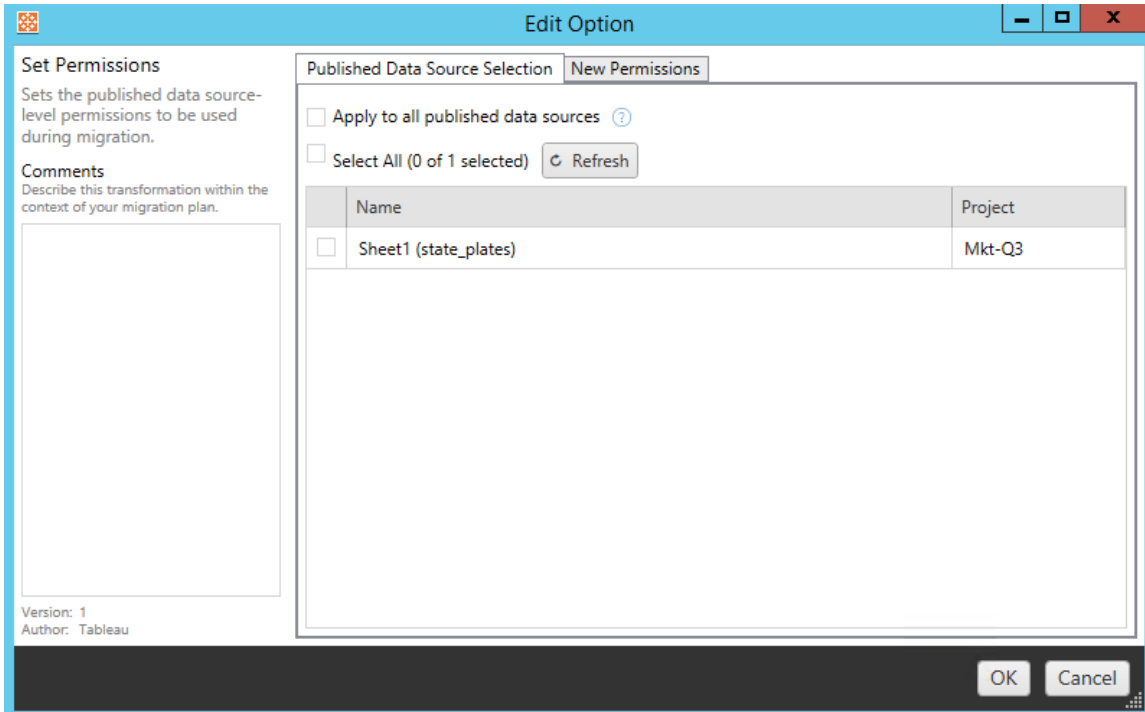 Edit Option
Set Permissions
Sets the published data source-
level permissions to be used
during migration.
Comments
Describe this transformation within the
context of your migration plan.
Version: 1
Author: Tableau
Published Data Source Selection New Permissions
Apply to all published data sources ?
Select All (0 of 1 selected) Refresh
Name Project
Sheet1 (state_plates) Mkt-Q3
OK Cancel